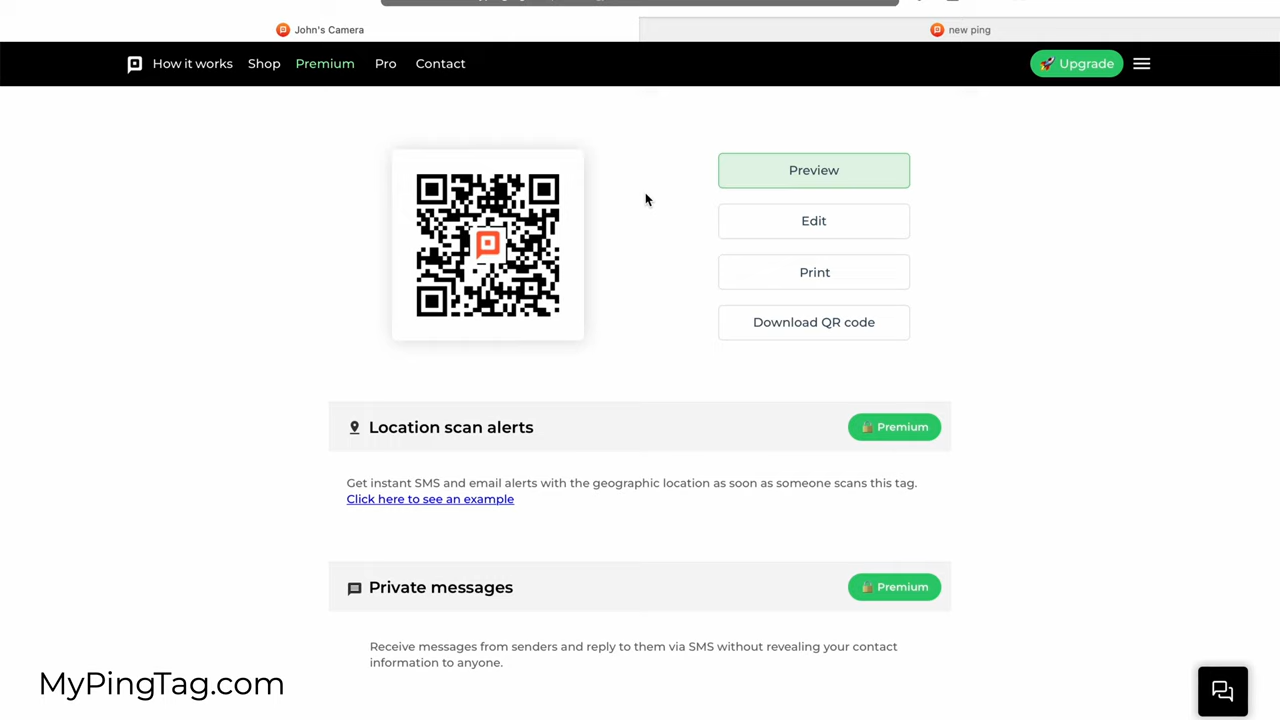 John's Camera
new ping
How it works Shop Premium Pro Contact
Upgrade
Preview
Edit
Print
Download QR code
Location scan alerts
Premium
Get instant SMS and email alerts with the geographic location as soon as someone scans this tag.
Click here to see an example
Private messages
Premium
Receive messages from senders and reply to them via SMS without revealing your contact
information to anyone.
MyPingTag.com